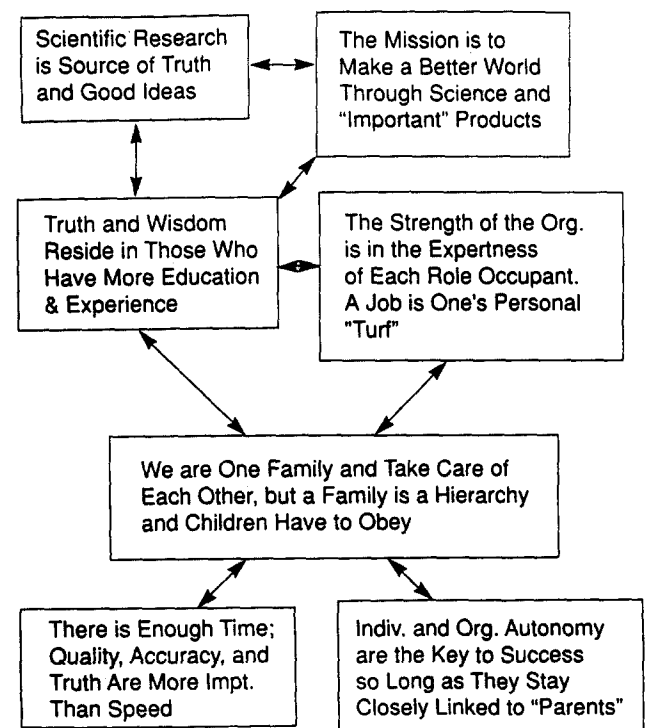 Scientific Research
is Source of Truth
and Good Ideas
The Mission is to
Make a Better World
Through Science and
“Important” Products
Truth and Wisdom
Reside in Those Who
Have More Education
& Experience
The Strength of the Org.
is in the Expertness
of Each Role Occupant.
A Job is One's Personal
"Turf"
We are One Family and Take Care of
Each Other, but a Family is a Hierarchy
and Children Have to Obey
There is Enough Time;
Quality, Accuracy, and
Truth Are More Impt.
Than Speed
Indiv. and Org. Autonomy
are the Key to Success
so Long as They Stay
Closely Linked to “Parents”